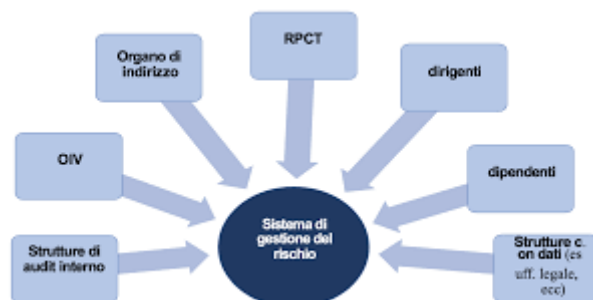 RPCT
Organo di
indirizzo
dirigenti
OIV
dipendenti
Sistema di
gestione del
rischio
Strutture di
audit interno
Strutture c.
on dati (es
uff. legale,
ecc)